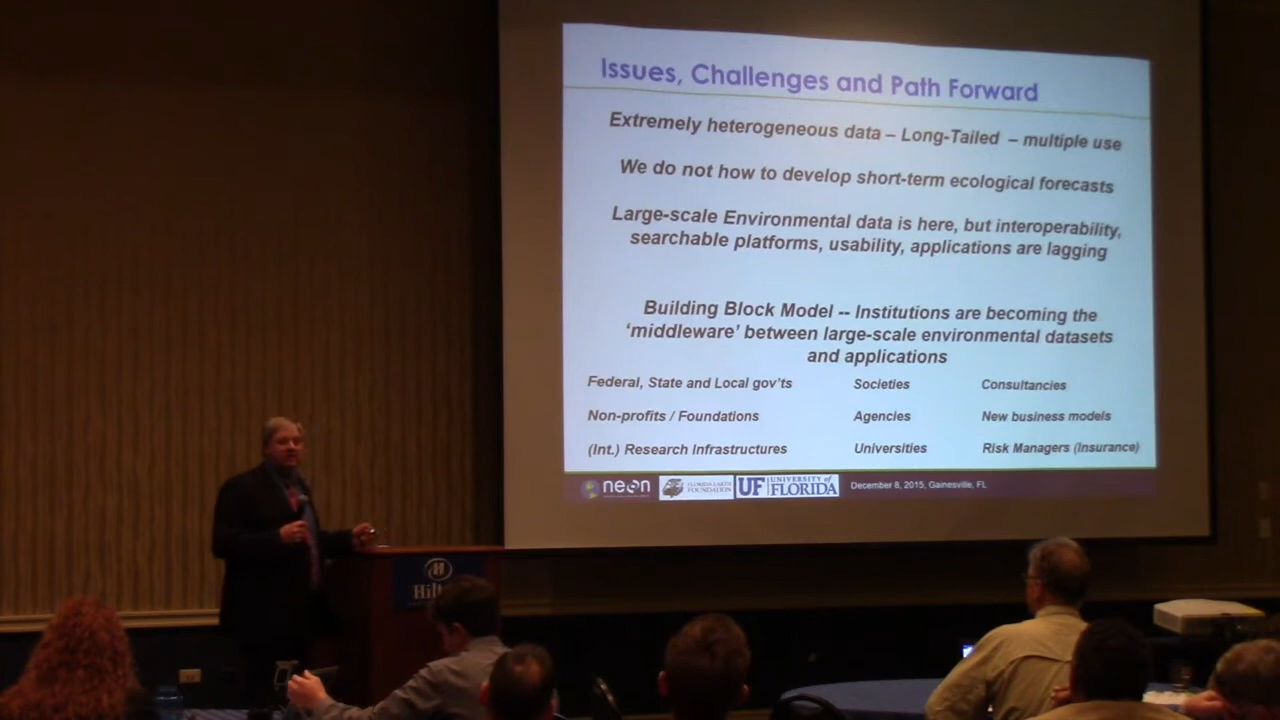 Issues, Challenges and Path Forward
Extremely heterogeneous data – Long-Tailed – multiple use
We do not how to develop short-term ecological forecasts
Large-scale Environmental data is here, but interoperability,
searchable platforms, usability, applications are lagging
Building Block Model -- Institutions are becoming the
‘middleware’ between large-scale environmental datasets
and applications
Federal, State and Local gov'ts Societies Consultancies
Non-profits / Foundations Agencies New business models
(Int.) Research Infrastructures Universities Risk Managers (Insurance)
neon FLORIDA EARTH FOUNDATION UF UNIVERSITY of FLORIDA December 8, 2015, Gainesville, FL
H